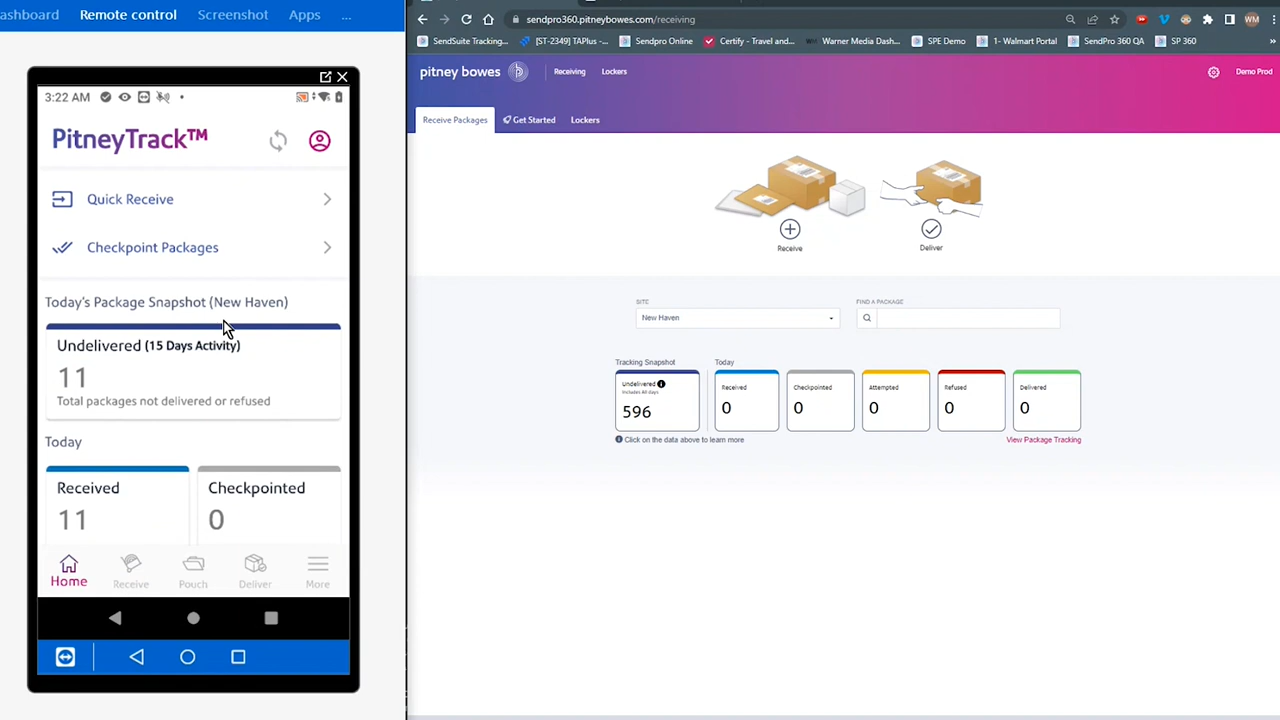 ashboard
Remote control
Screenshot
Apps
...
3:22 AM
PitneyTrack™
Quick Receive
Checkpoint Packages
Today's Package Snapshot (New Haven)
Undelivered (15 Days Activity)
11
Total packages not delivered or refused
Today
Received
11
Checkpointed
0
Home
Receive
Pouch
Deliver
More
sendpro360.pitneybowes.com/receiving
WM
SendSuite Tracking...
[ST-2349] TAPlus -...
Sendpro Online
Certify - Travel and...
Warner Media Dash...
SPE Demo
1- Walmart Portal
SendPro 360 QA
SP 360
»
pitney bowes
Receiving
Lockers
Demo Prod
Receive Packages
Get Started
Lockers
Receive
Deliver
SITE
New Haven
FIND A PACKAGE
Tracking Snapshot
Today
Undelivered
Includes All days
596
Received
0
Checkpointed
0
Attempted
0
Refused
0
Delivered
0
Click on the data above to learn more
View Package Tracking